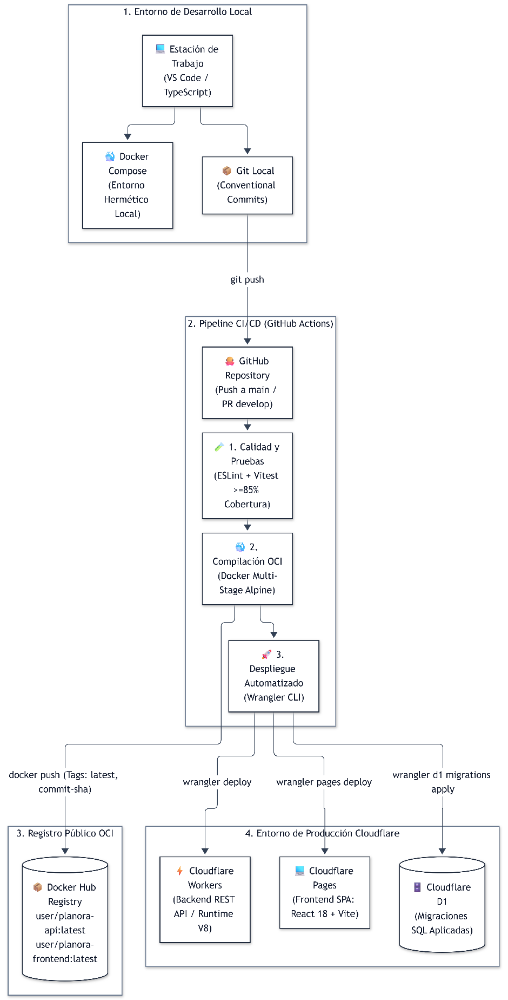 1. Entorno de Desarrollo Local
💻 Estación de
Trabajo
(VS Code /
TypeScript)
🐳 Docker
Compose
(Entorno
Hermético
Local)
📦 Git Local
(Conventional
Commits)
git push
2. Pipeline CI/CD (GitHub Actions)
🐙 GitHub
Repository
(Push a main /
PR develop)
🧪 1. Calidad y
Pruebas
(ESLint + Vitest
>=85%
Cobertura)
🐳 2.
Compilación OCI
(Docker Multi-
Stage Alpine)
🚀 3.
Despliegue
Automatizado
(Wrangler CLI)
docker push (Tags: latest,
commit-sha)
wrangler deploy
wrangler pages deploy
wrangler d1 migrations
apply
3. Registro Público OCI
📦 Docker Hub
Registry
user/planora-
api:latest
user/planora-
frontend:latest
4. Entorno de Producción Cloudflare
⚡ Cloudflare
Workers
(Backend REST
API / Runtime
V8)
💻 Cloudflare
Pages
(Frontend SPA:
React 18 + Vite)
🗄️ Cloudflare
D1
(Migraciones
SQL Aplicadas)